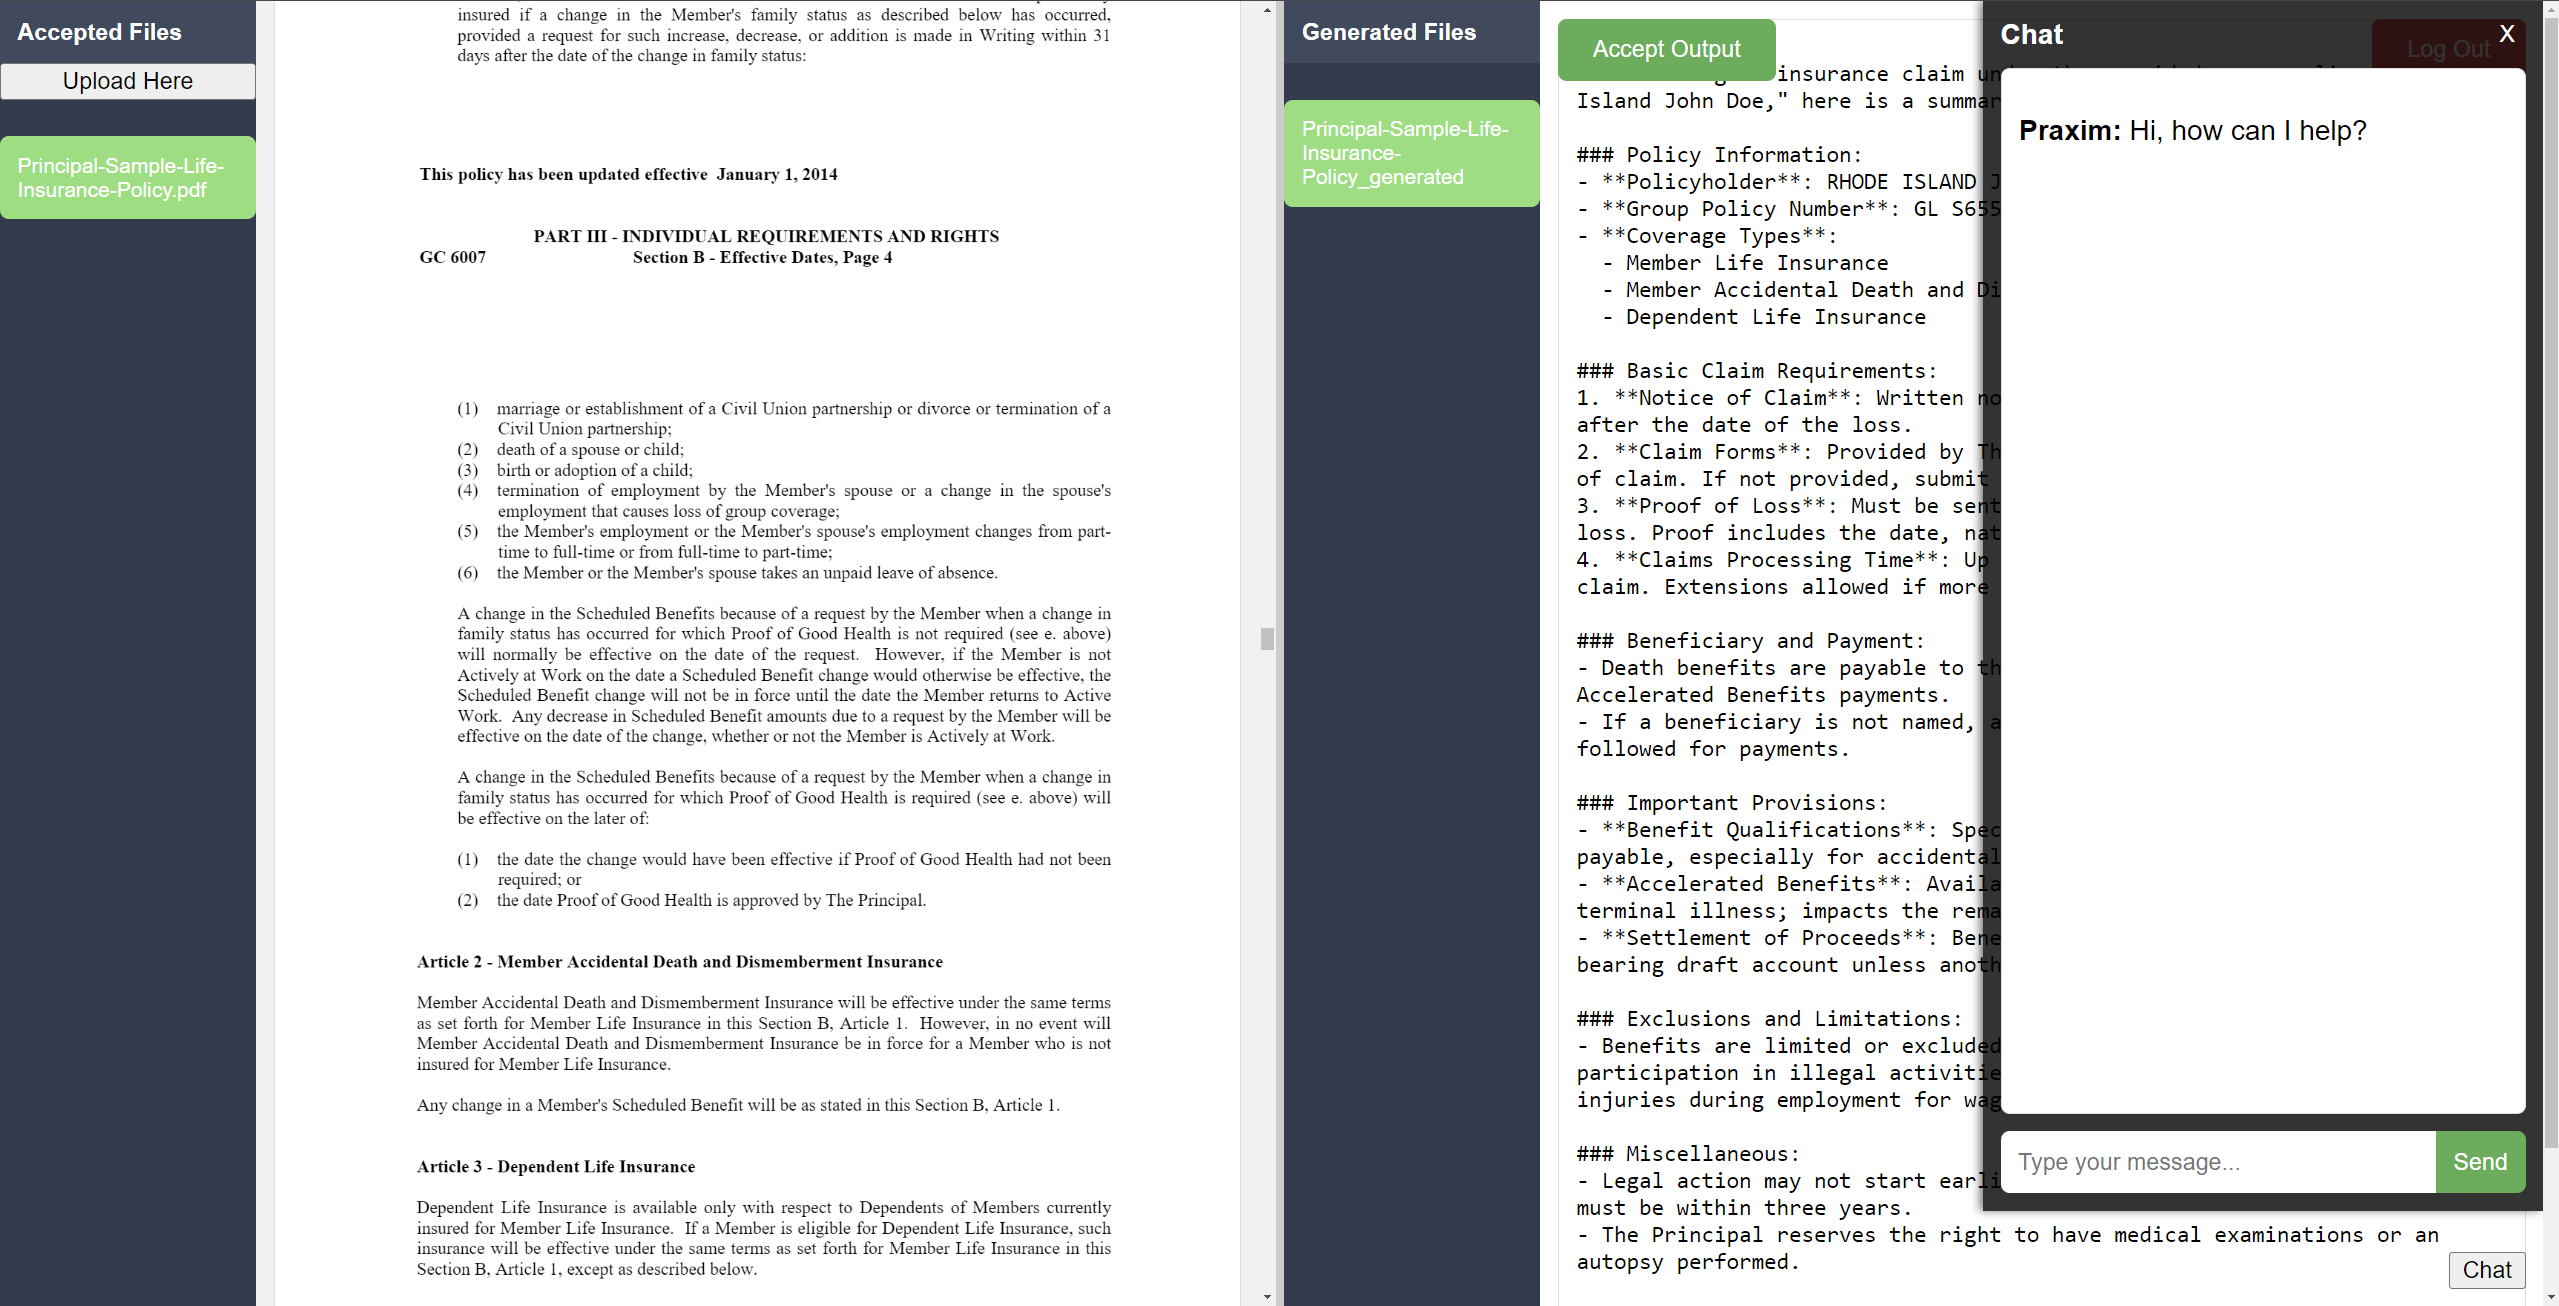 Accepted Files
Upload Here
Principal-Sample-Life-
Insurance-Policy.pdf
insured if a change in the Member's family status as described below has occurred,
provided a request for such increase, decrease, or addition is made in Writing within 31
days after the date of the change in family status:
This policy has been updated effective January 1, 2014
PART III - INDIVIDUAL REQUIREMENTS AND RIGHTS
GC 6007 Section B - Effective Dates, Page 4
(1) marriage or establishment of a Civil Union partnership or divorce or termination of a
Civil Union partnership;
(2) death of a spouse or child;
(3) birth or adoption of a child;
(4) termination of employment by the Member's spouse or a change in the spouse's
employment that causes loss of group coverage;
(5) the Member's employment or the Member's spouse's employment changes from part-
time to full-time or from full-time to part-time;
(6) the Member or the Member's spouse takes an unpaid leave of absence.
A change in the Scheduled Benefits because of a request by the Member when a change in
family status has occurred for which Proof of Good Health is not required (see e. above)
will normally be effective on the date of the request. However, if the Member is not
Actively at Work on the date a Scheduled Benefit change would otherwise be effective, the
Scheduled Benefit change will not be in force until the date the Member returns to Active
Work. Any decrease in Scheduled Benefit amounts due to a request by the Member will be
effective on the date of the change, whether or not the Member is Actively at Work.
A change in the Scheduled Benefits because of a request by the Member when a change in
family status has occurred for which Proof of Good Health is required (see e. above) will
be effective on the later of:
(1) the date the change would have been effective if Proof of Good Health had not been
required; or
(2) the date Proof of Good Health is approved by The Principal.
Article 2 - Member Accidental Death and Dismemberment Insurance
Member Accidental Death and Dismemberment Insurance will be effective under the same terms
as set forth for Member Life Insurance in this Section B, Article 1. However, in no event will
Member Accidental Death and Dismemberment Insurance be in force for a Member who is not
insured for Member Life Insurance.
Any change in a Member's Scheduled Benefit will be as stated in this Section B, Article 1.
Article 3 - Dependent Life Insurance
Dependent Life Insurance is available only with respect to Dependents of Members currently
insured for Member Life Insurance. If a Member is eligible for Dependent Life Insurance, such
insurance will be effective under the same terms as set forth for Member Life Insurance in this
Section B, Article 1, except as described below.
Generated Files
Principal-Sample-Life-
Insurance-
Policy_generated
Accept Output
insurance claim
Island John Doe," here is a summar
### Policy Information:
- **Policyholder**: RHODE ISLAND J
- **Group Policy Number**: GL S655
- **Coverage Types**:
- Member Life Insurance
- Member Accidental Death and Di
- Dependent Life Insurance
### Basic Claim Requirements:
1. **Notice of Claim**: Written no
after the date of the loss.
2. **Claim Forms**: Provided by Th
of claim. If not provided, submit
3. **Proof of Loss**: Must be sent
loss. Proof includes the date, nat
4. **Claims Processing Time**: Up
claim. Extensions allowed if more
### Beneficiary and Payment:
- Death benefits are payable to th
Accelerated Benefits payments.
- If a beneficiary is not named, a
followed for payments.
### Important Provisions:
- **Benefit Qualifications**: Spec
payable, especially for accidental
- **Accelerated Benefits**: Availa
terminal illness; impacts the rema
- **Settlement of Proceeds**: Bene
bearing draft account unless anoth
### Exclusions and Limitations:
- Benefits are limited or excluded
participation in illegal activitie
injuries during employment for wag
### Miscellaneous:
- Legal action may not start earli
must be within three years.
- The Principal reserves the right to have medical examinations or an
autopsy performed.
Chat
Log Out
X
Praxim: Hi, how can I help?
Type your message...
Send
Chat